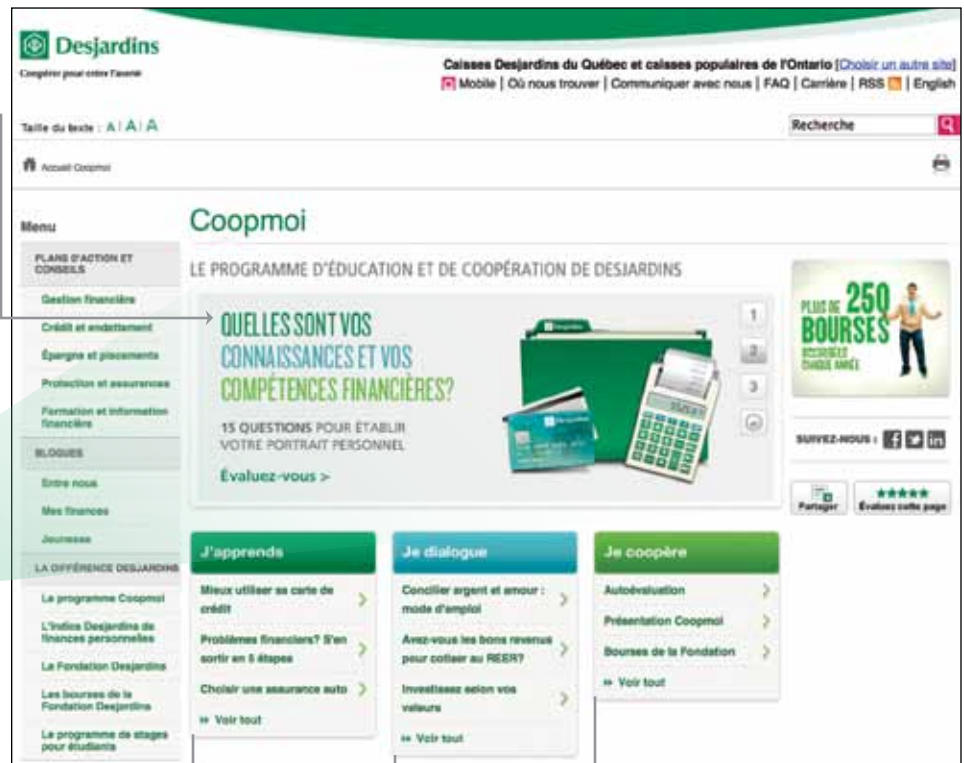 Desjardins
Coopérer pour créer l'avenir
Caisses Desjardins du Québec et caisses populaires de l'Ontario [Choisir un autre site]
Mobile | Où nous trouver | Communiquer avec nous | FAQ | Carrière | RSS | English
Taille du texte : A | A | A
Recherche
Accueil Coopmoi
Menu
PLANS D'ACTION ET
CONSEILS
Gestion financière
Crédit et endettement
Épargne et placements
Protection et assurances
Formation et information
financière
BLOGUES
Entre nous
Mes finances
Jeunesse
LA DIFFÉRENCE DESJARDINS
Le programme Coopmoi
L'Indice Desjardins de
finances personnelles
La Fondation Desjardins
Les bourses de la
Fondation Desjardins
Le programme de stages
pour étudiants
Coopmoi
LE PROGRAMME D'ÉDUCATION ET DE COOPÉRATION DE DESJARDINS
QUELLES SONT VOS
CONNAISSANCES ET VOS
COMPÉTENCES FINANCIÈRES?
15 QUESTIONS POUR ÉTABLIR
VOTRE PORTRAIT PERSONNEL
Évaluez-vous >
1
2
3
PLUS DE 250
BOURSES
ACCORDÉES
CHAQUE ANNÉE
SUIVEZ-NOUS :
Partager
Évaluez cette page
J'apprends
Mieux utiliser sa carte de
crédit
Problèmes financiers? S'en
sortir en 5 étapes
Choisir une assurance auto
Voir tout
Je dialogue
Concilier argent et amour :
mode d'emploi
Avez-vous les bons revenus
pour cotiser au REER?
Investissez selon vos
valeurs
Voir tout
Je coopère
Autoévaluation
Présentation Coopmoi
Bourses de la Fondation
Voir tout